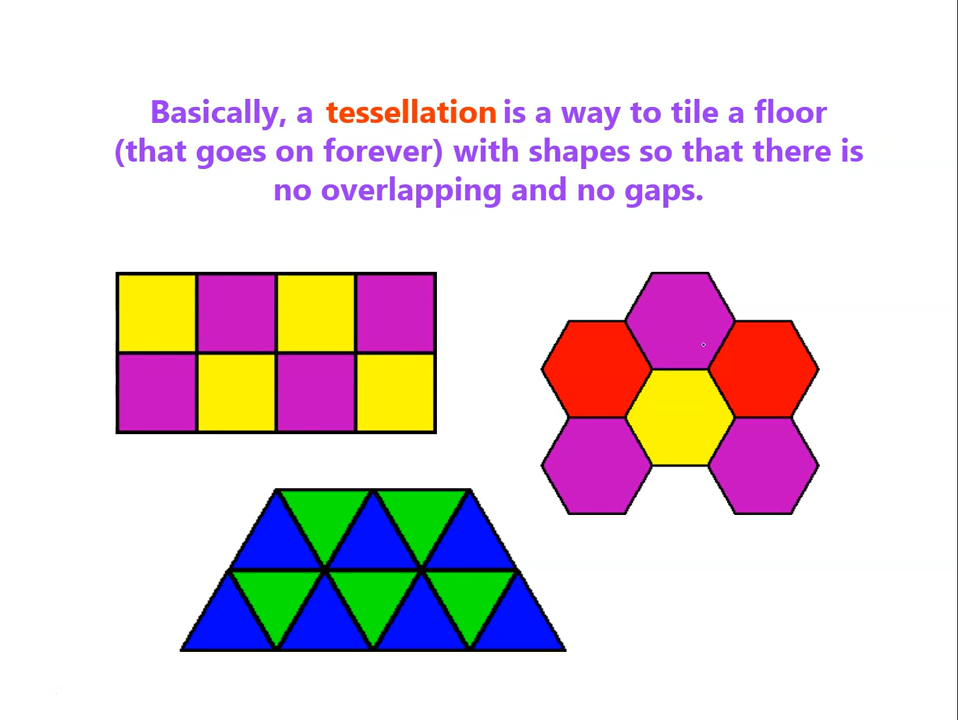 Basically, a tessellation is a way to tile a floor
(that goes on forever) with shapes so that there is
no overlapping and no gaps.